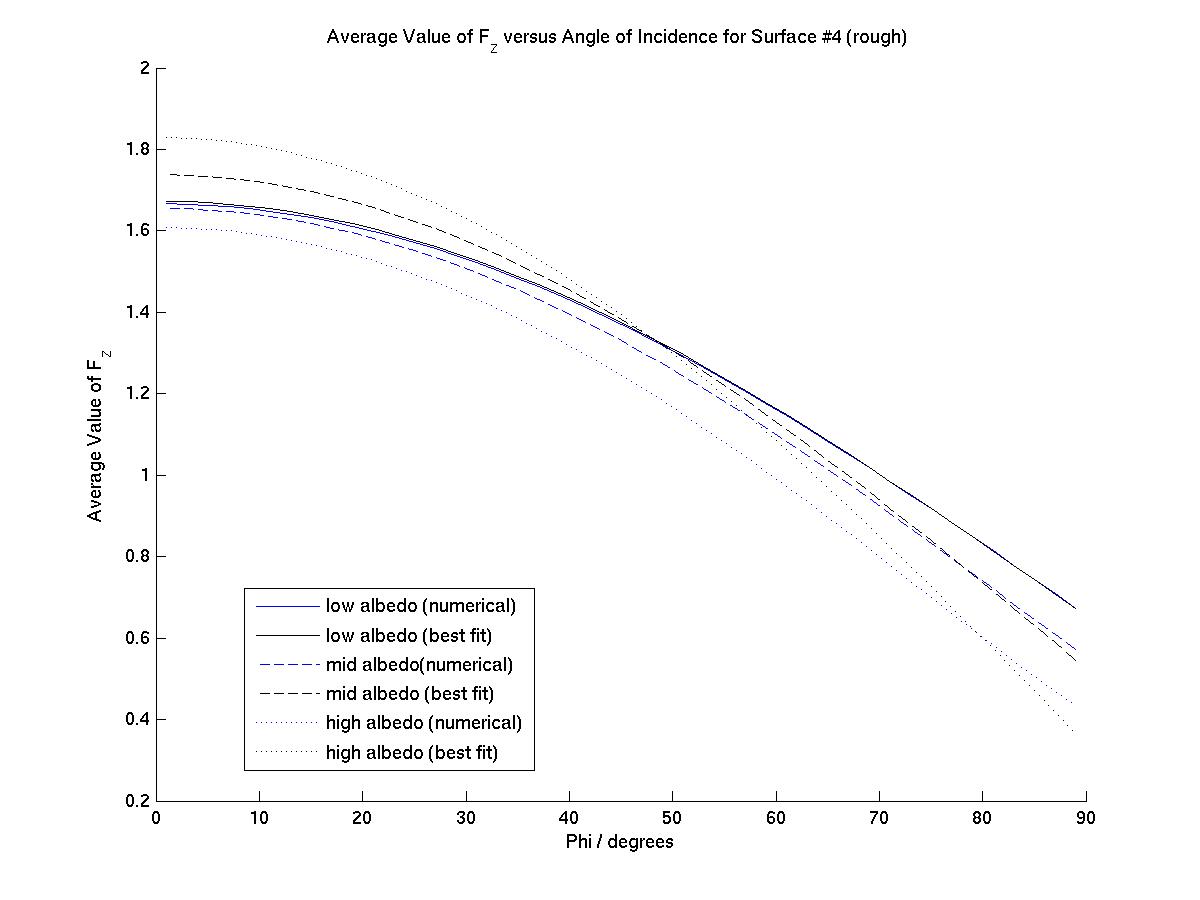 Average Value of F_Z versus Angle of Incidence for Surface #4 (rough)
2
1.8
1.6
1.4
1.2
1
0.8
0.6
0.4
0.2
Average Value of F_Z
low albedo (numerical)
low albedo (best fit)
mid albedo(numerical)
mid albedo (best fit)
high albedo (numerical)
high albedo (best fit)
0 10 20 30 40 50 60 70 80 90
Phi / degrees